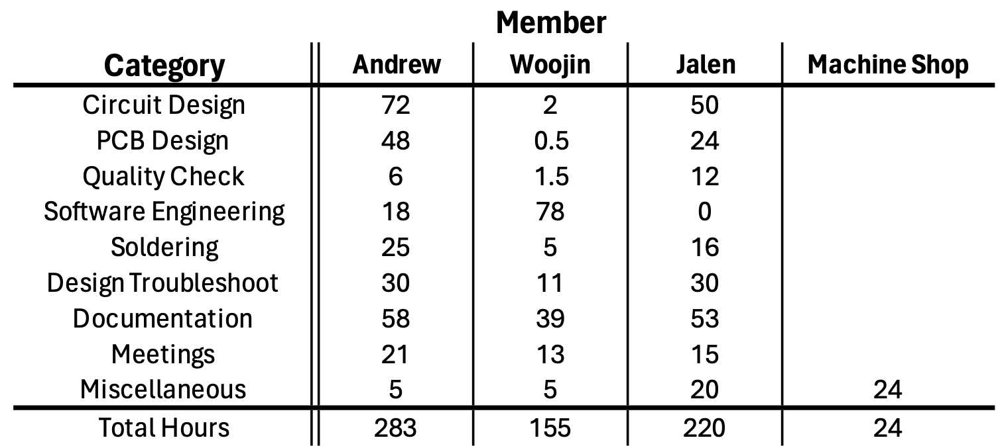 Member
Category Andrew Woojin Jalen Machine Shop
Circuit Design 72 2 50
PCB Design 48 0.5 24
Quality Check 6 1.5 12
Software Engineering 18 78 0
Soldering 25 5 16
Design Troubleshoot 30 11 30
Documentation 58 39 53
Meetings 21 13 15
Miscellaneous 5 5 20 24
Total Hours 283 155 220 24